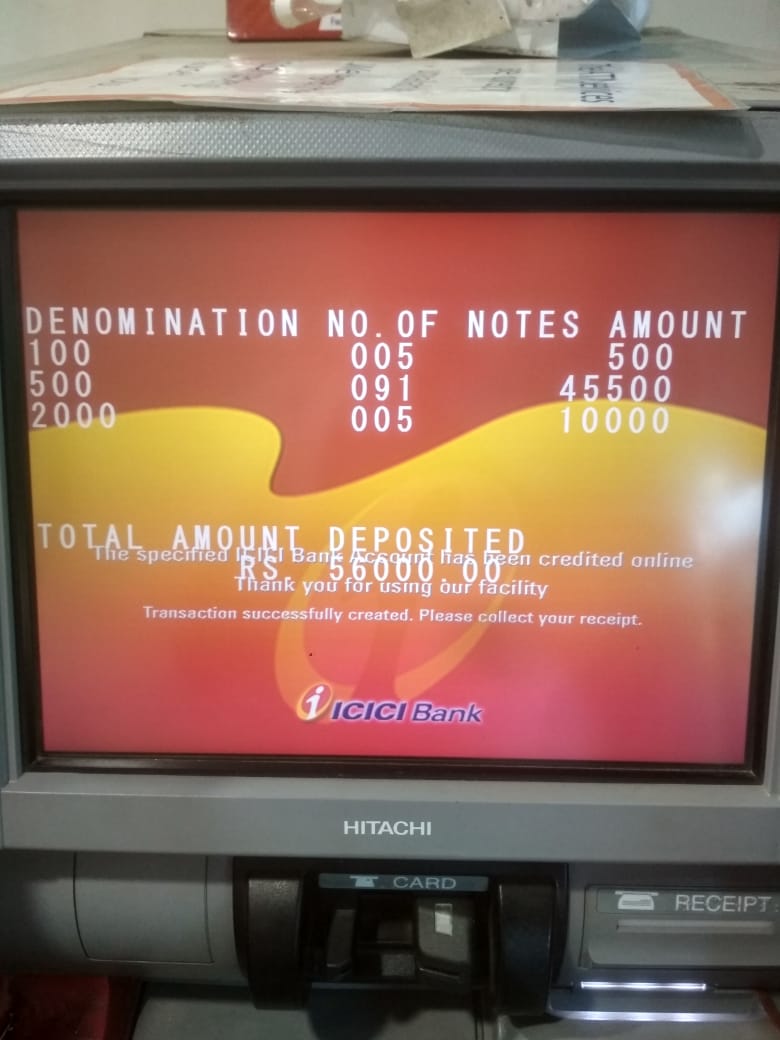 DENOMINATION NO.OF NOTES AMOUNT
100 005 500
500 091 45500
2000 005 10000
TOTAL AMOUNT DEPOSITED
The specified ICICI Bank Account has been credited online
RS. 56000.00
Thank you for using our facility
Transaction successfully created. Please collect your receipt.
i ICICI Bank
HITACHI
CARD
RECEIPT